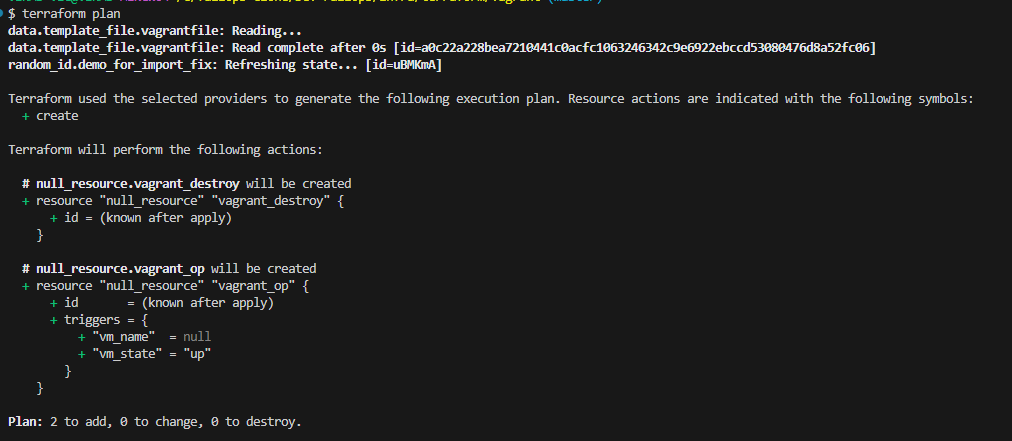 $ terraform plan
data.template_file.vagrantfile: Reading...
data.template_file.vagrantfile: Read complete after 0s [id=a0c22a228bea7210441c0acfc1063246342c9e6922ebccd53080476d8a52fc06]
random_id.demo_for_import_fix: Refreshing state... [id=uBMKmA]
Terraform used the selected providers to generate the following execution plan. Resource actions are indicated with the following symbols:
+ create
Terraform will perform the following actions:
# null_resource.vagrant_destroy will be created
+ resource "null_resource" "vagrant_destroy" {
+ id = (known after apply)
}
# null_resource.vagrant_op will be created
+ resource "null_resource" "vagrant_op" {
+ id       = (known after apply)
+ triggers = {
+ "vm_name"  = null
+ "vm_state" = "up"
}
}
Plan: 2 to add, 0 to change, 0 to destroy.